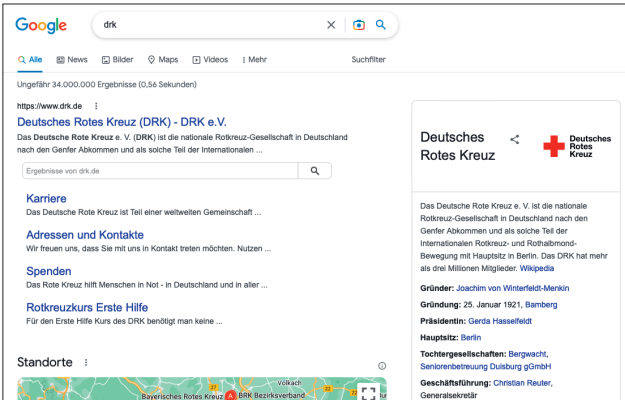 Google
drk
Alle
News
Bilder
Maps
Videos
Mehr
Suchfilter
Ungefähr 34.000.000 Ergebnisse (0,56 Sekunden)
https://www.drk.de
Deutsches Rotes Kreuz (DRK) - DRK e.V.
Das Deutsche Rote Kreuz e. V. (DRK) ist die nationale Rotkreuz-Gesellschaft in Deutschland
nach den Genfer Abkommen und als solche Teil der Internationalen ...
Ergebnisse von drk.de
Karriere
Das Deutsche Rote Kreuz ist Teil einer weltweiten Gemeinschaft ...
Adressen und Kontakte
Wir freuen uns, dass Sie mit uns in Kontakt treten möchten. Nutzen ...
Spenden
Das Rote Kreuz hilft Menschen in Not - in Deutschland und in aller ...
Rotkreuzkurs Erste Hilfe
Für den Erste Hilfe Kurs des DRK benötigt man keine ...
Standorte
27
Volkach
22
Bayerisches Rotes Kreuz
A
BRK Bezirksverband
Deutsches
Rotes Kreuz
Deutsches
Rotes
Kreuz
Das Deutsche Rote Kreuz e. V. ist die nationale
Rotkreuz-Gesellschaft in Deutschland nach den
Genfer Abkommen und als solche Teil der
Internationalen Rotkreuz- und Rothalbmond-
Bewegung mit Hauptsitz in Berlin. Das DRK hat mehr
als drei Millionen Mitglieder. Wikipedia
Gründer: Joachim von Winterfeldt-Menkin
Gründung: 25. Januar 1921, Bamberg
Präsidentin: Gerda Hasselfeldt
Hauptsitz: Berlin
Tochtergesellschaften: Bergwacht,
Seniorenbetreuung Duisburg gGmbH
Geschäftsführung: Christian Reuter,
Generalsekretär